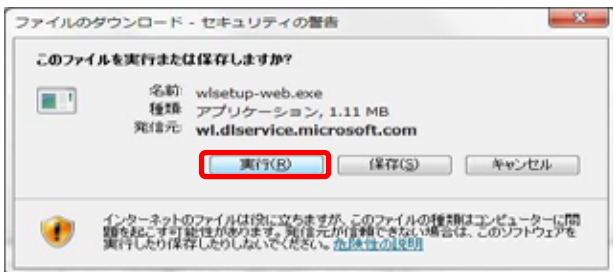 ファイルのダウンロード - セキュリティの警告
このファイルを実行または保存しますか?
名前: wlsetup-web.exe
種類: アプリケーション, 1.11 MB
発信元: wl.dlservice.microsoft.com
実行(R) 保存(S) キャンセル
インターネットのファイルは役に立ちますが、このファイルの種類はコンピューターに問
題を起こす可能性があります。発信元が信頼できない場合は、このソフトウェアを
実行したり保存したりしないでください。危険性の説明